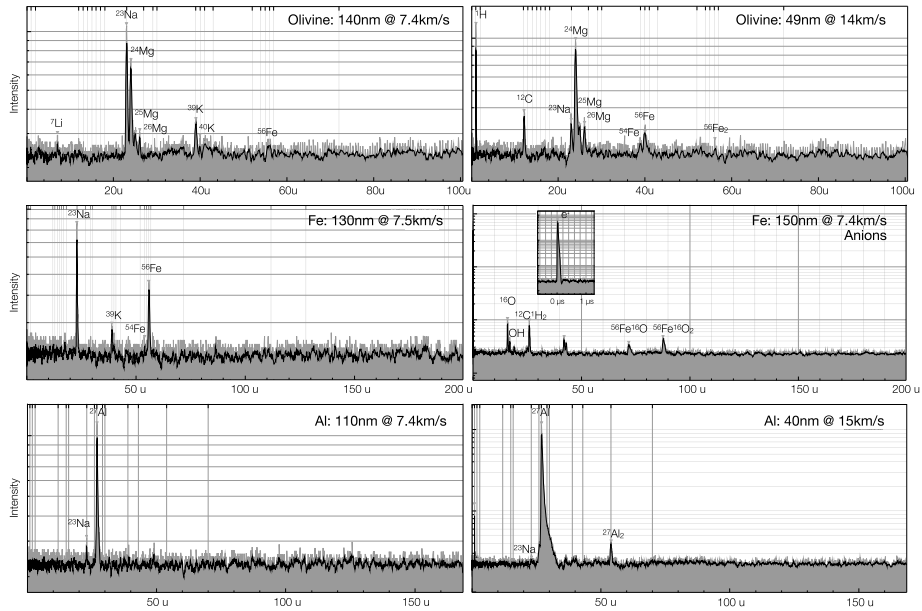 Olivine: 140nm @ 7.4km/s
²³Na
²⁴Mg
²⁵Mg
²⁶Mg
⁷Li
³⁹K
⁴⁰K
⁵⁶Fe
Intensity
20u 40u 60u 80u 100u
Olivine: 49nm @ 14km/s
¹H
¹²C
²³Na
²⁴Mg
²⁵Mg
²⁶Mg
⁵⁴Fe
⁵⁶Fe
⁵⁶Fe₂
20u 40u 60u 80u 100u
Fe: 130nm @ 7.5km/s
²³Na
⁵⁶Fe
³⁹K
⁵⁴Fe
Intensity
50 u 100 u 150 u 200 u
Fe: 150nm @ 7.4km/s
Anions
e⁻
0 µs 1 µs
¹⁶O
OH
¹²C¹H₂
⁵⁶Fe¹⁶O
⁵⁶Fe¹⁶O₂
50 u 100 u 150 u 200 u
Al: 110nm @ 7.4km/s
²⁷Al
²³Na
Intensity
50 u 100 u 150 u
Al: 40nm @ 15km/s
²⁷Al
²³Na
²⁷Al₂
50 u 100 u 150 u